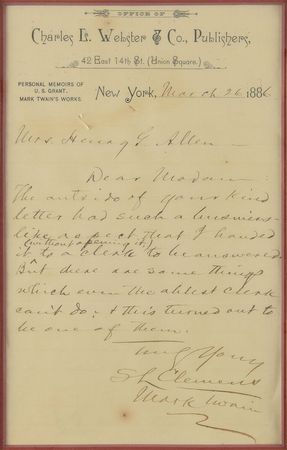 OFFICE OF
Charles L. Webster & Co., Publishers,
42 East 14th St. (Union Square.)
PERSONAL MEMOIRS OF
U. S. GRANT.
MARK TWAIN'S WORKS.
New York, March 26 1886
Mrs. Henry G Allen
Dear Madam:
The outside of your kind
letter had such a business-
like aspect that I handed
(without opening it)
it to a clerk to be answered.
But there are some things
which even the ablest clerk
can't do; & this turned out to
be one of them.
Truly Yours
SL Clemens
Mark Twain